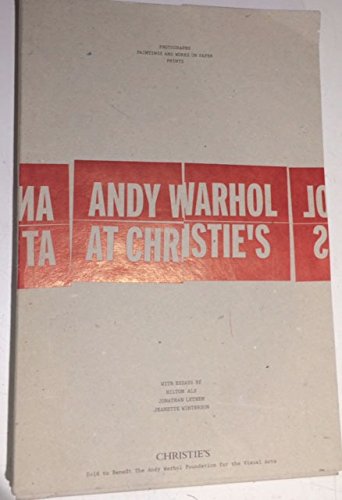 PHOTOGRAPHS
PAINTINGS AND WORKS ON PAPER
PRINTS
ANDY WARHOL
AT CHRISTIE'S
WITH ESSAYS BY
HILTON ALS
JONATHAN LETHEM
JEANETTE WINTERSON
CHRISTIE'S
Sold to Benefit The Andy Warhol Foundation for the Visual Arts